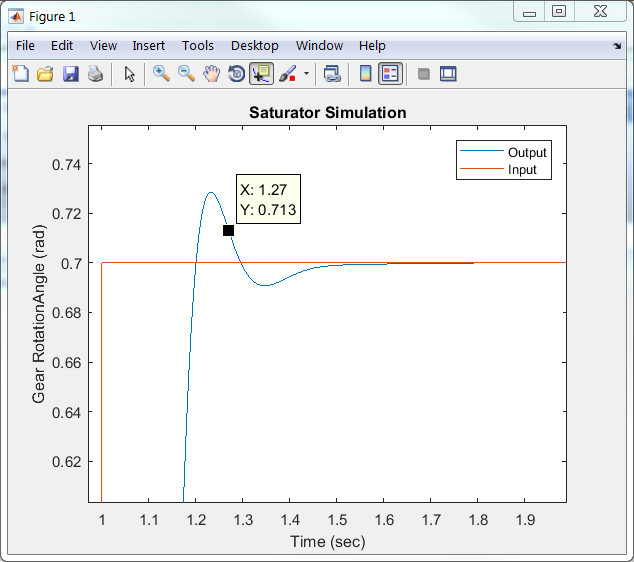 Figure 1
File Edit View Insert Tools Desktop Window Help
Saturator Simulation
Output
Input
X: 1.27
Y: 0.713
0.74
0.72
0.7
0.68
0.66
0.64
0.62
Gear RotationAngle (rad)
1 1.1 1.2 1.3 1.4 1.5 1.6 1.7 1.8 1.9
Time (sec)